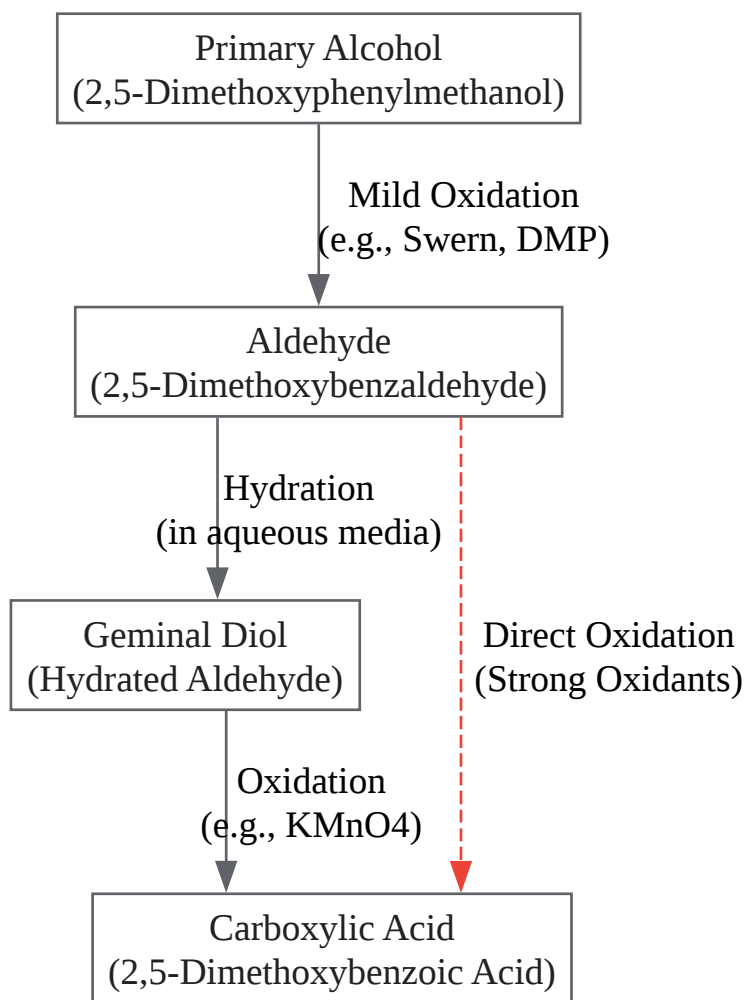 Primary Alcohol
(2,5-Dimethoxyphenylmethanol)
Mild Oxidation
(e.g., Swern, DMP)
Aldehyde
(2,5-Dimethoxybenzaldehyde)
Hydration
(in aqueous media)
Geminal Diol
(Hydrated Aldehyde)
Direct Oxidation
(Strong Oxidants)
Oxidation
(e.g., KMnO4)
Carboxylic Acid
(2,5-Dimethoxybenzoic Acid)